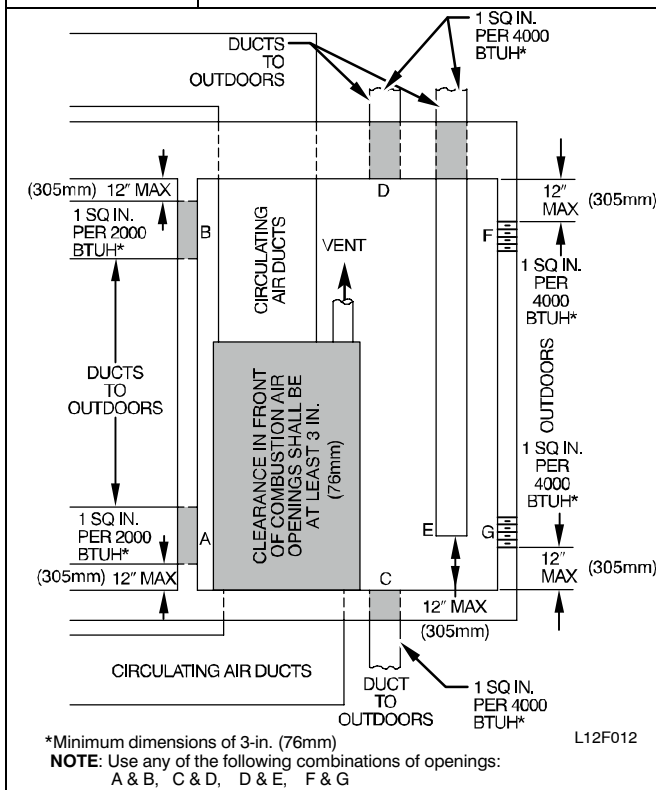 DUCTS
TO
OUTDOORS
1 SQ IN.
PER 4000
BTUH*
(305mm) 12" MAX
1 SQ IN.
PER 2000
BTUH*
B
DUCTS
TO
OUTDOORS
1 SQ IN.
PER 2000
BTUH*
A
(305mm) 12" MAX
CIRCULATING
AIR DUCTS
VENT
D
CLEARANCE IN FRONT
OF COMBUSTION AIR
OPENINGS SHALL BE
AT LEAST 3 IN.
(76mm)
12"
MAX
(305mm)
F
1 SQ IN.
PER
4000
BTUH*
OUTDOORS
1 SQ IN.
PER
4000
BTUH*
E
G
12"
MAX
(305mm)
C
12" MAX
(305mm)
CIRCULATING AIR DUCTS
DUCT
TO
OUTDOORS
1 SQ IN.
PER 4000
BTUH*
L12F012
*Minimum dimensions of 3-in. (76mm)
NOTE: Use any of the following combinations of openings:
A & B, C & D, D & E, F & G